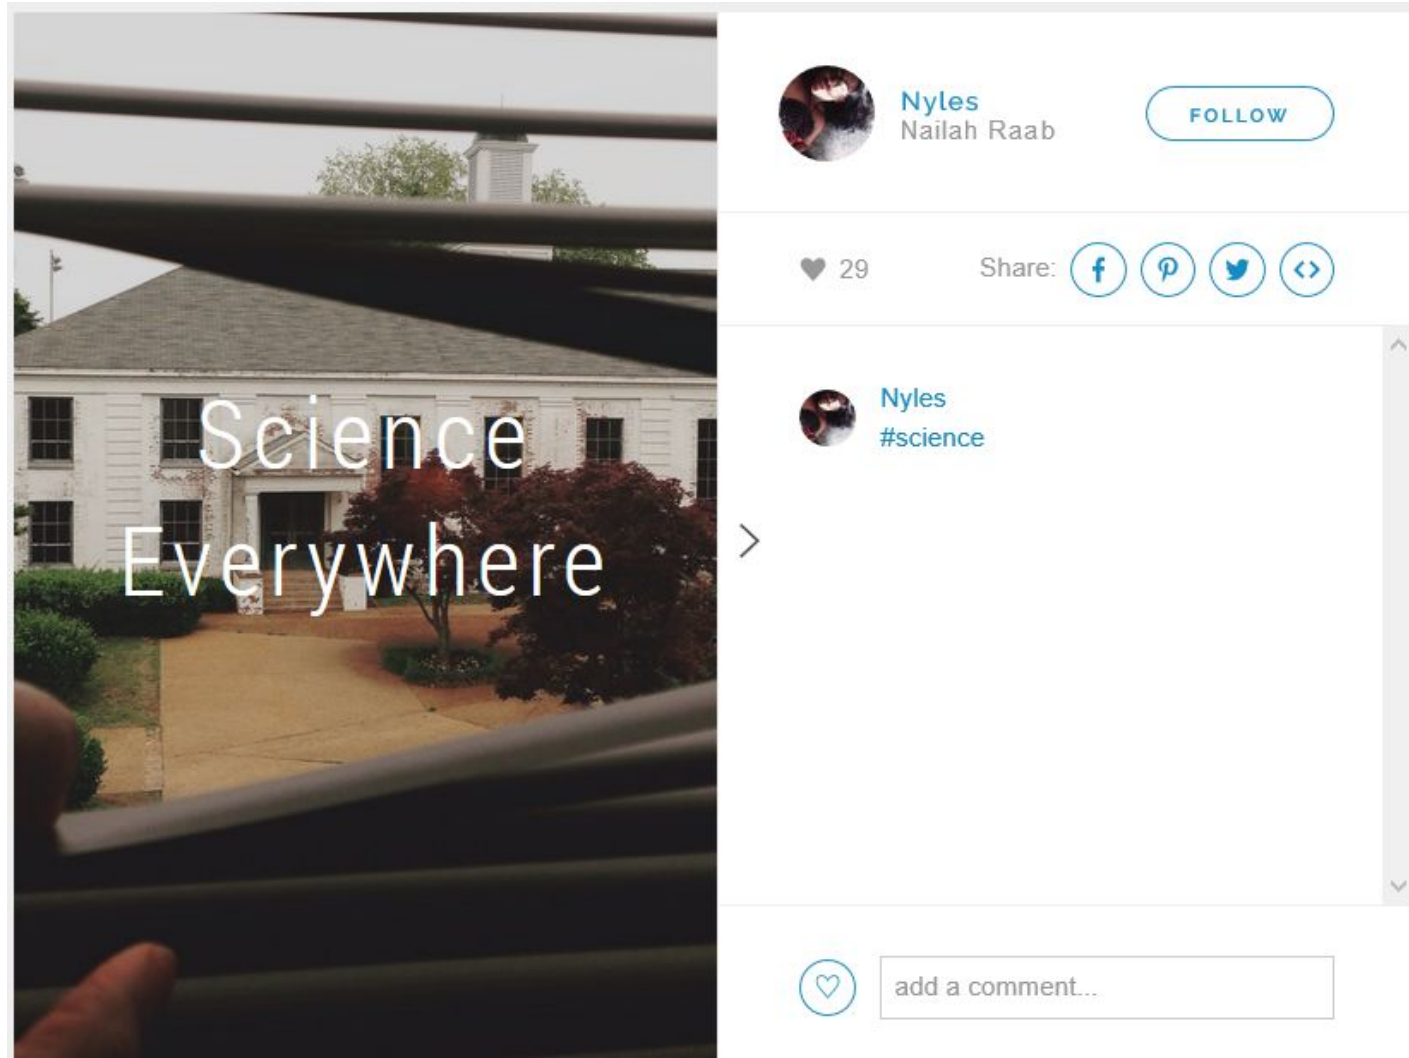 Science
Everywhere
Nyles
Nailah Raab
FOLLOW
29
Share:
Nyles
#science
add a comment...